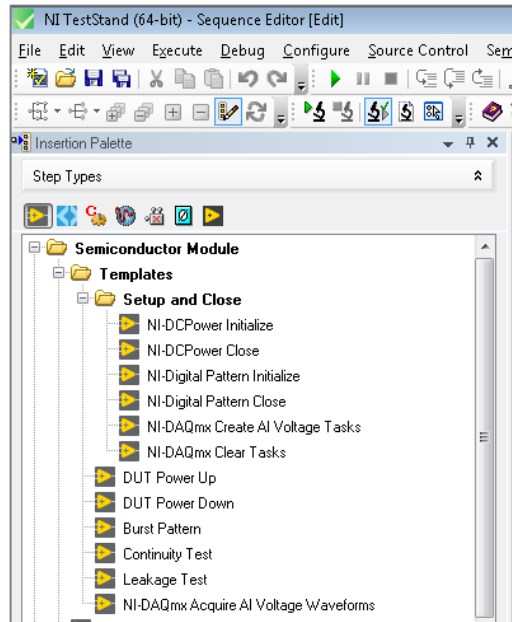 NI TestStand (64-bit) - Sequence Editor [Edit]
File Edit View Execute Debug Configure Source Control Sem
Insertion Palette
Step Types
Semiconductor Module
Templates
Setup and Close
NI-DCPower Initialize
NI-DCPower Close
NI-Digital Pattern Initialize
NI-Digital Pattern Close
NI-DAQmx Create AI Voltage Tasks
NI-DAQmx Clear Tasks
DUT Power Up
DUT Power Down
Burst Pattern
Continuity Test
Leakage Test
NI-DAQmx Acquire AI Voltage Waveforms